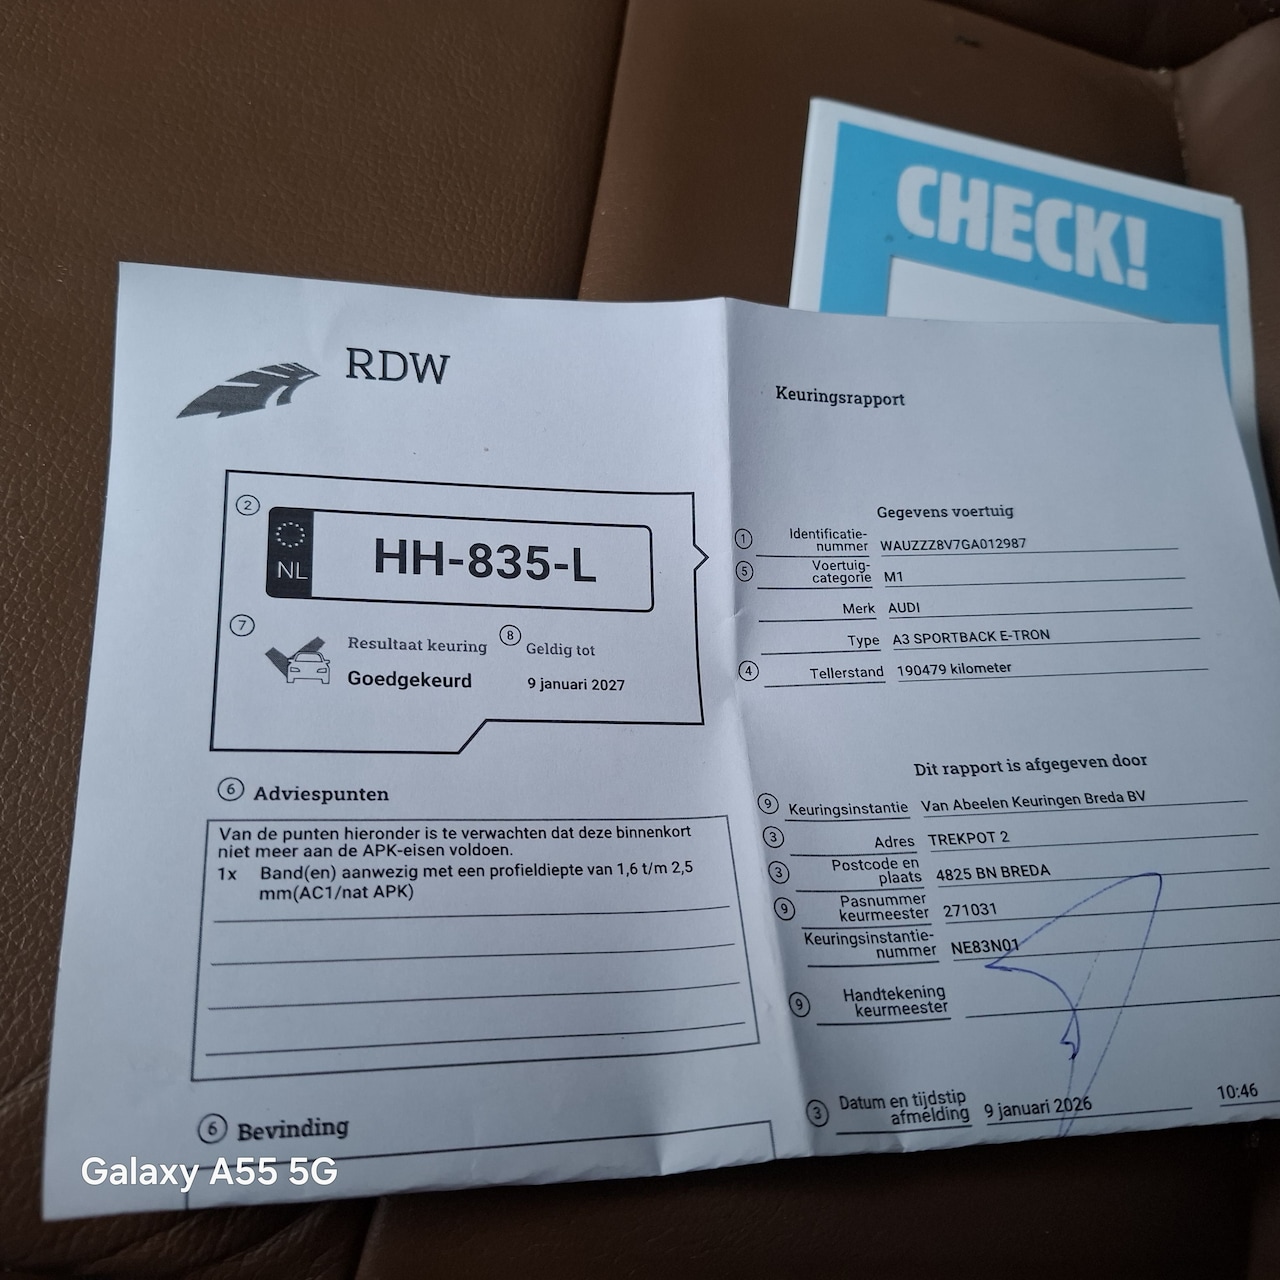 CHECK!
RDW
Keuringsrapport
2
NL
HH-835-L
7
Resultaat keuring
8
Geldig tot
Goedgekeurd
9 januari 2027
Gegevens voertuig
1
Identificatie-
nummer
WAUZZZ8V7GA012987
5
Voertuig-
categorie
M1
Merk
AUDI
Type
A3 SPORTBACK E-TRON
4
Tellerstand
190479 kilometer
6
Adviespunten
Van de punten hieronder is te verwachten dat deze binnenkort
niet meer aan de APK-eisen voldoen.
1x Band(en) aanwezig met een profieldiepte van 1,6 t/m 2,5
mm(AC1/nat APK)
Dit rapport is afgegeven door
9
Keuringsinstantie
Van Abeelen Keuringen Breda BV
3
Adres
TREKPOT 2
3
Postcode en
plaats
4825 BN BREDA
9
Pasnummer
keurmeester
271031
Keuringsinstantie-
nummer
NE83N01
9
Handtekening
keurmeester
3
Datum en tijdstip
afmelding
9 januari 2026
10:46
6
Bevinding
Galaxy A55 5G